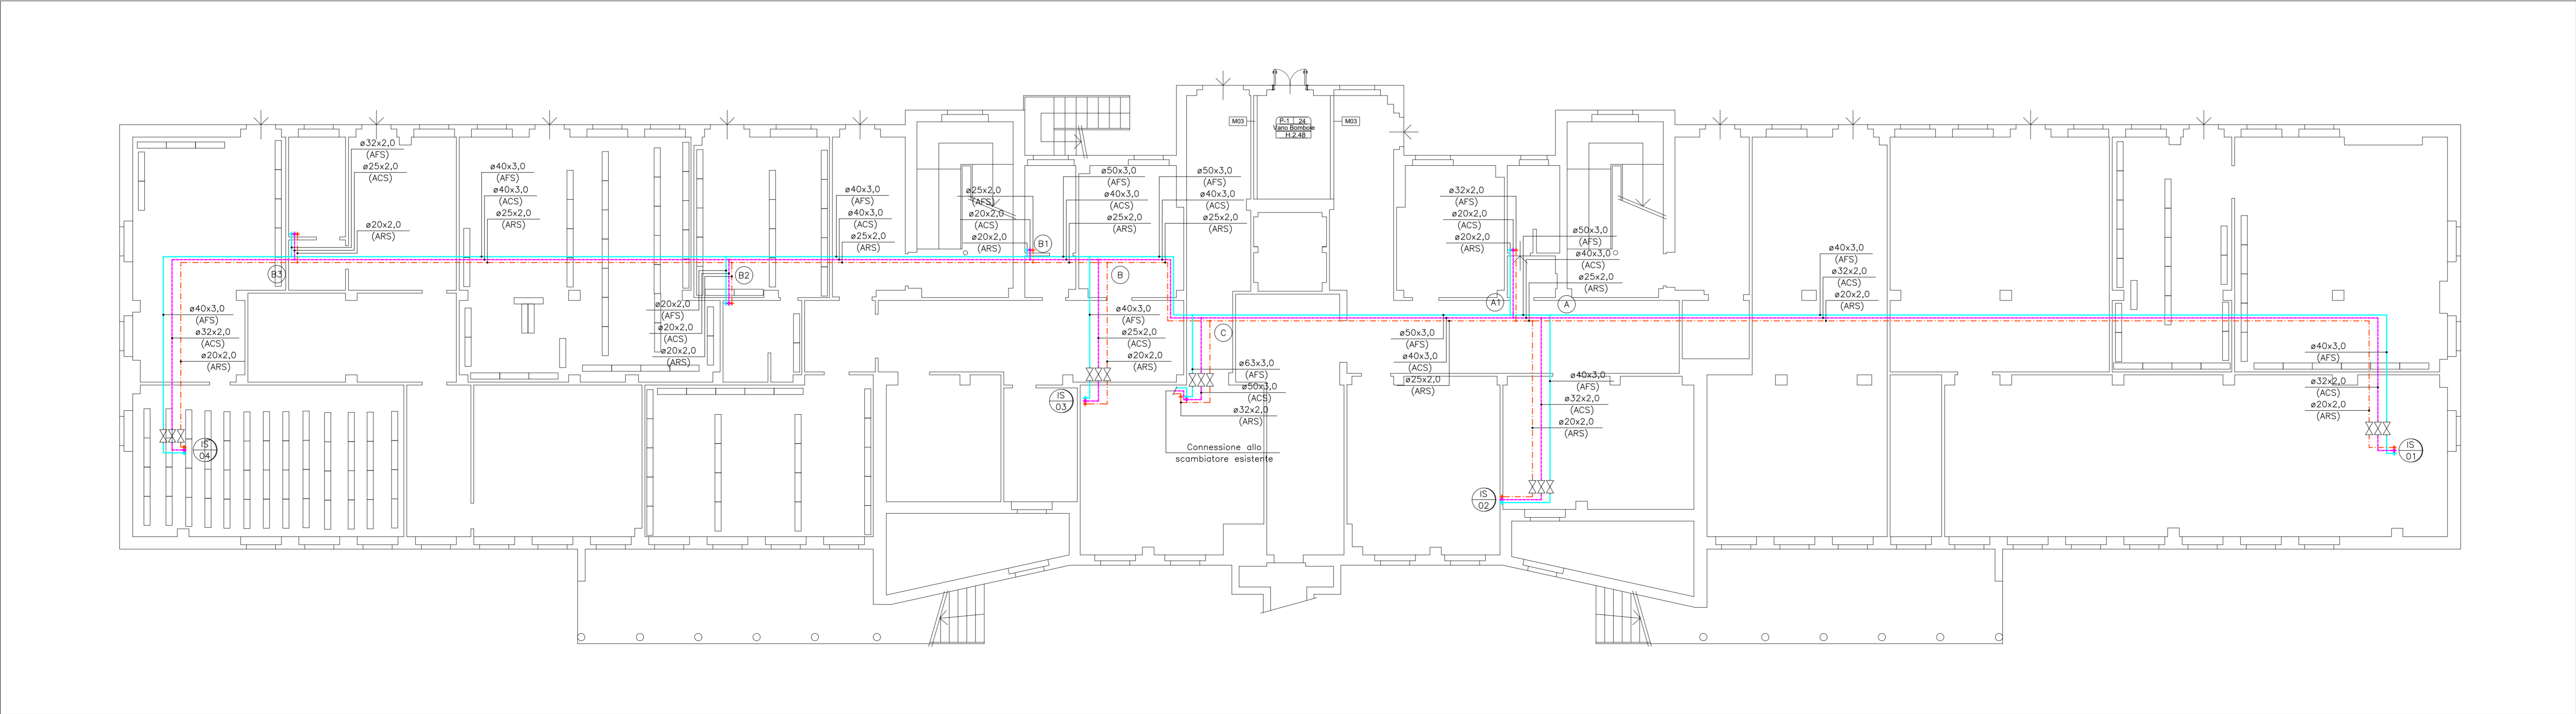 M03
P-1 24
Vano Bombole
H.2.48
M03
ø32x2,0
(AFS)
ø25x2,0
(ACS)
ø20x2,0
(ARS)
B3
ø40x3,0
(AFS)
ø40x3,0
(ACS)
ø25x2,0
(ARS)
ø40x3,0
(AFS)
ø40x3,0
(ACS)
ø25x2,0
(ARS)
ø25x2,0
(AFS)
ø20x2,0
(ACS)
ø20x2,0
(ARS)
B1
ø50x3,0
(AFS)
ø40x3,0
(ACS)
ø25x2,0
(ARS)
ø50x3,0
(AFS)
ø40x3,0
(ACS)
ø25x2,0
(ARS)
ø32x2,0
(AFS)
ø20x2,0
(ACS)
ø20x2,0
(ARS)
A1
ø50x3,0
(AFS)
ø40x3,0
(ACS)
ø25x2,0
(ARS)
A
ø40x3,0
(AFS)
ø32x2,0
(ACS)
ø20x2,0
(ARS)
B2
B
ø40x3,0
(AFS)
ø32x2,0
(ACS)
ø20x2,0
(ARS)
ø20x2,0
(AFS)
ø20x2,0
(ACS)
ø20x2,0
(ARS)
ø40x3,0
(AFS)
ø25x2,0
(ACS)
ø20x2,0
(ARS)
C
ø63x3,0
(AFS)
ø50x3,0
(ACS)
ø32x2,0
(ARS)
Connessione allo
scambiatore esistente
ø50x3,0
(AFS)
ø40x3,0
(ACS)
ø25x2,0
(ARS)
ø40x3,0
(AFS)
ø32x2,0
(ACS)
ø20x2,0
(ARS)
ø40x3,0
(AFS)
ø32x2,0
(ACS)
ø20x2,0
(ARS)
IS
04
IS
03
IS
02
IS
01